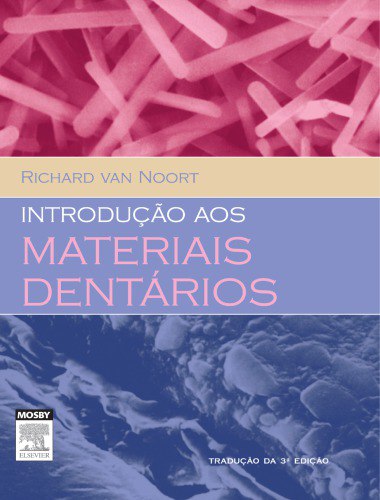 RICHARD VAN NOORT
INTRODUÇÃO AOS
MATERIAIS
DENTÁRIOS
MOSBY
ELSEVIER
TRADUÇÃO DA 3ª EDIÇÃO